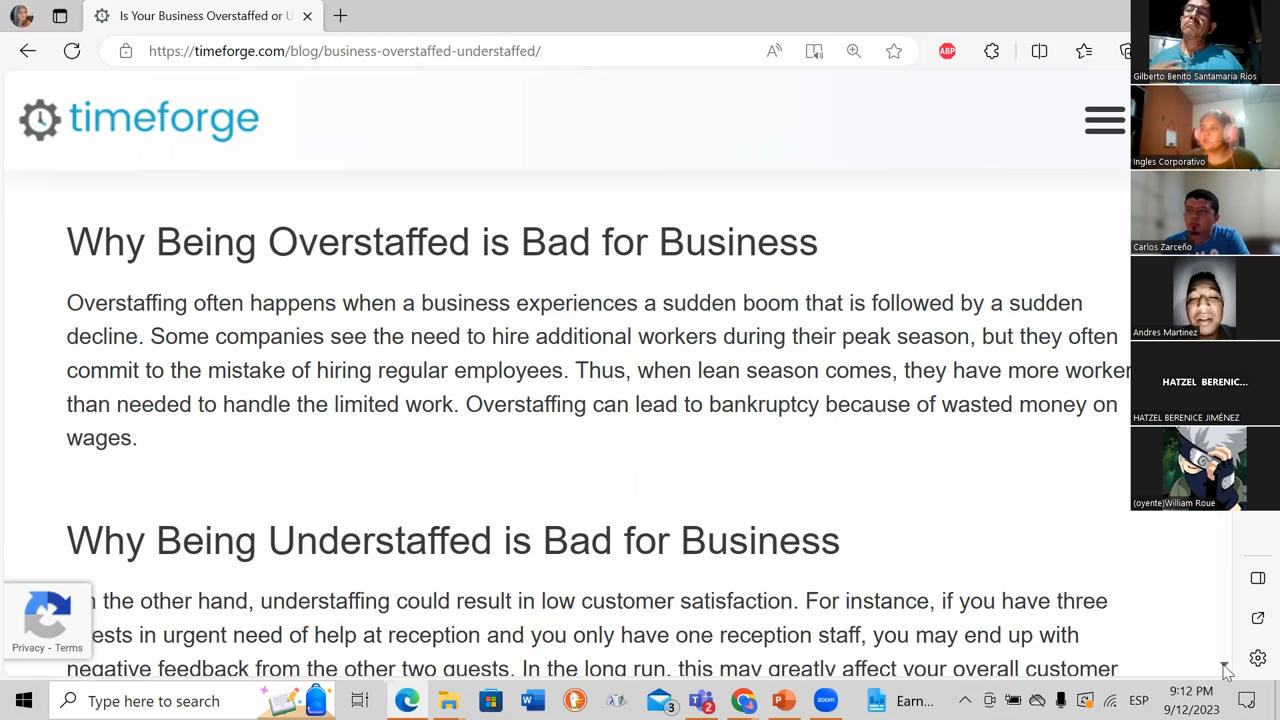 Is Your Business Overstaffed or U
https://timeforge.com/blog/business-overstaffed-understaffed/
ABP
timeforge
Why Being Overstaffed is Bad for Business
Overstaffing often happens when a business experiences a sudden boom that is followed by a sudden
decline. Some companies see the need to hire additional workers during their peak season, but they often
commit to the mistake of hiring regular employees. Thus, when lean season comes, they have more worker
than needed to handle the limited work. Overstaffing can lead to bankruptcy because of wasted money on
wages.
Why Being Understaffed is Bad for Business
n the other hand, understaffing could result in low customer satisfaction. For instance, if you have three
ests in urgent need of help at reception and you only have one reception staff, you may end up with
negative feedback from the other two guests. In the long run, this may greatly affect your overall customer
Privacy - Terms
Gilberto Benito Santamaria Rios
Ingles Corporativo
Carlos Zarceño
Andres Martinez
HATZEL BERENIC...
HATZEL BERENICE JIMÉNEZ
(oyente)William Roue
Type here to search
3
2
zoom
Earn...
ESP
9:12 PM
9/12/2023